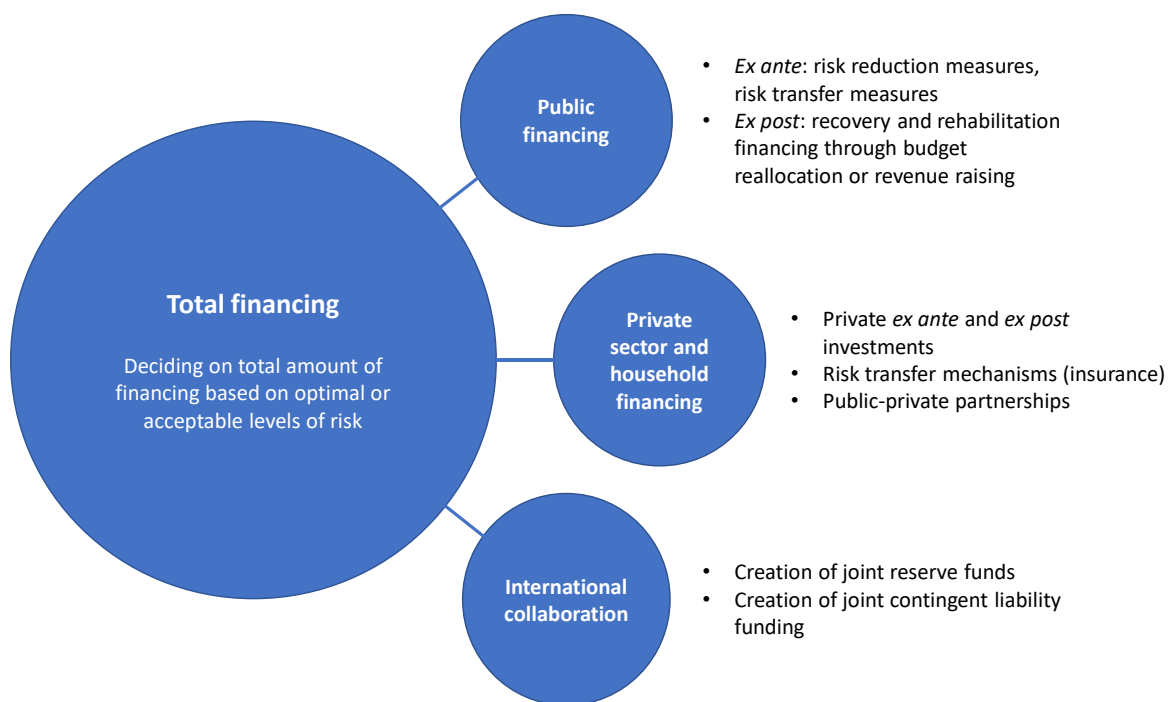 Total financing
Deciding on total amount of
financing based on optimal or
acceptable levels of risk
Public
financing
• Ex ante: risk reduction measures,
risk transfer measures
• Ex post: recovery and rehabilitation
financing through budget
reallocation or revenue raising
Private
sector and
household
financing
• Private ex ante and ex post
investments
• Risk transfer mechanisms (insurance)
• Public-private partnerships
International
collaboration
• Creation of joint reserve funds
• Creation of joint contingent liability
funding